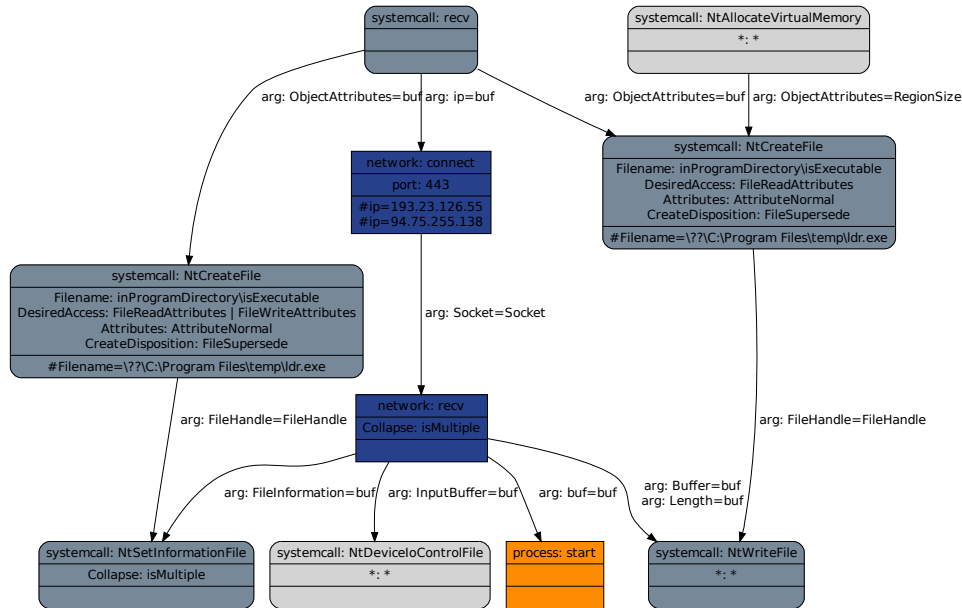 systemcall: recv
systemcall: NtAllocateVirtualMemory
*: *
arg: ObjectAttributes=buf
arg: ip=buf
arg: ObjectAttributes=buf
arg: ObjectAttributes=RegionSize
network: connect
port: 443
#ip=193.23.126.55
#ip=94.75.255.138
systemcall: NtCreateFile
Filename: inProgramDirectory\isExecutable
DesiredAccess: FileReadAttributes
Attributes: AttributeNormal
CreateDisposition: FileSupersede
#Filename=\??\C:\Program Files\temp\ldr.exe
systemcall: NtCreateFile
Filename: inProgramDirectory\isExecutable
DesiredAccess: FileReadAttributes | FileWriteAttributes
Attributes: AttributeNormal
CreateDisposition: FileSupersede
#Filename=\??\C:\Program Files\temp\ldr.exe
arg: Socket=Socket
arg: FileHandle=FileHandle
network: recv
Collapse: isMultiple
arg: FileHandle=FileHandle
arg: FileInformation=buf
arg: InputBuffer=buf
arg: buf=buf
arg: Buffer=buf
arg: Length=buf
systemcall: NtSetInformationFile
Collapse: isMultiple
systemcall: NtDeviceIoControlFile
*: *
process: start
systemcall: NtWriteFile
*: *